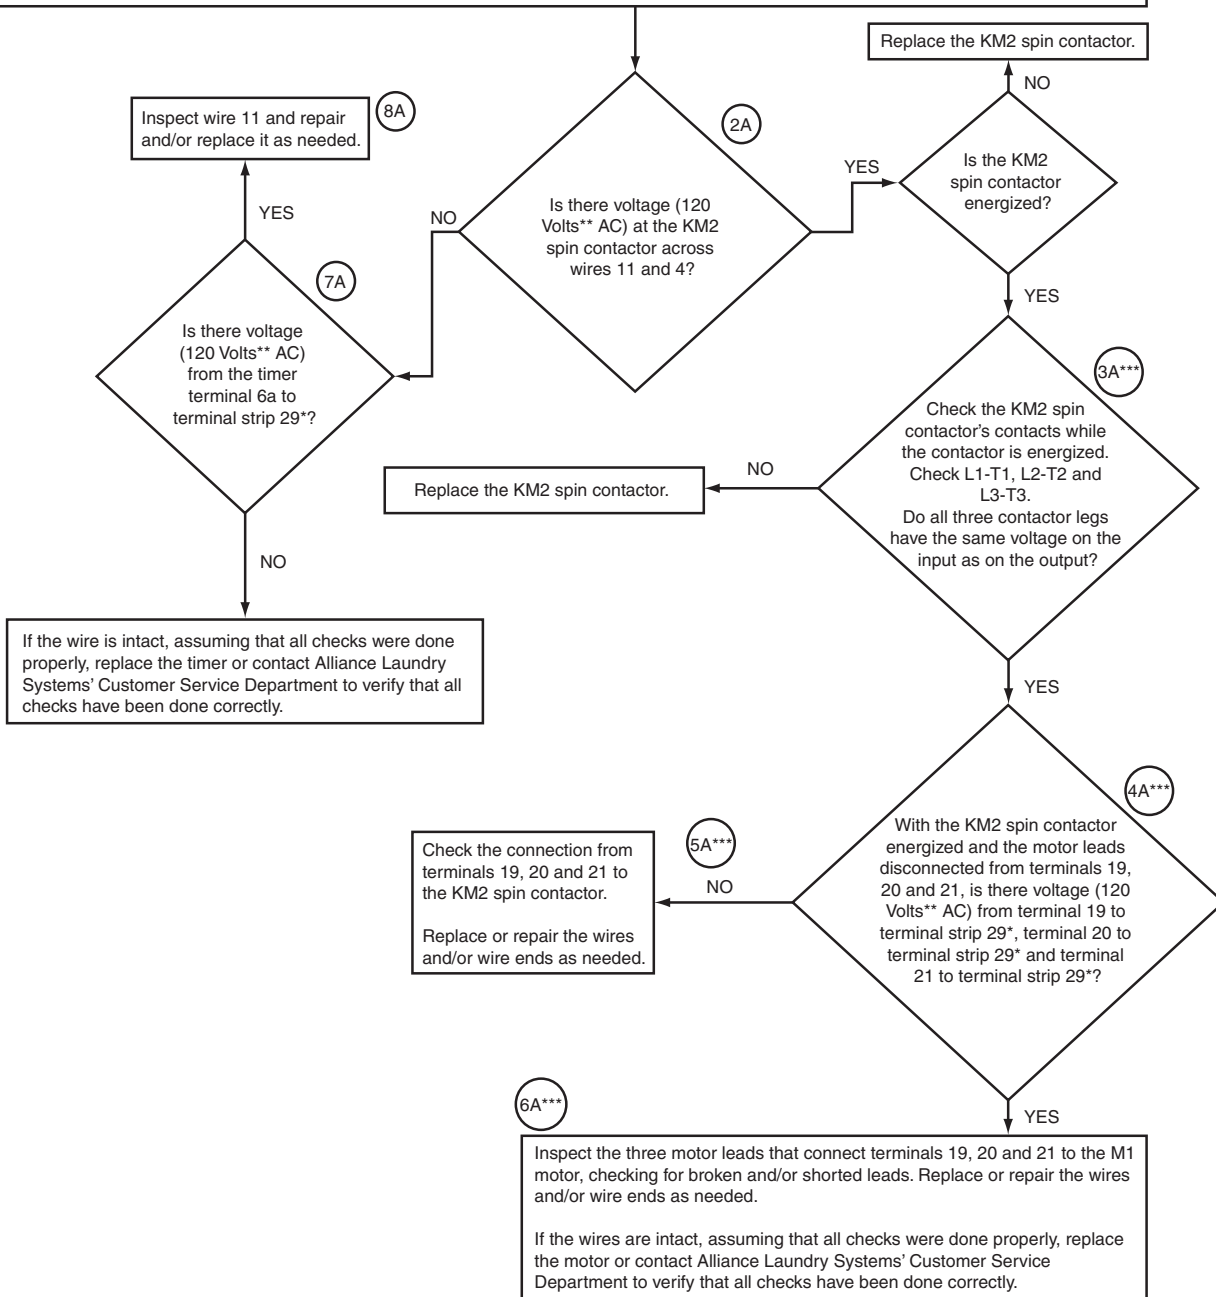 Replace the KM2 spin contactor.
NO
Inspect wire 11 and repair
and/or replace it as needed.
8A
2A
Is the KM2
spin contactor
energized?
YES
Is there voltage (120
Volts** AC) at the KM2
spin contactor across
wires 11 and 4?
NO
YES
7A
YES
Is there voltage
(120 Volts** AC)
from the timer
terminal 6a to
terminal strip 29*?
3A***
Check the KM2 spin
contactor's contacts while
the contactor is energized.
Check L1-T1, L2-T2 and
L3-T3.
Do all three contactor legs
have the same voltage on the
input as on the output?
NO
Replace the KM2 spin contactor.
NO
If the wire is intact, assuming that all checks were done
properly, replace the timer or contact Alliance Laundry
Systems' Customer Service Department to verify that all
checks have been done correctly.
YES
4A***
With the KM2 spin contactor
energized and the motor leads
disconnected from terminals 19,
20 and 21, is there voltage (120
Volts** AC) from terminal 19 to
terminal strip 29*, terminal 20 to
terminal strip 29* and terminal
21 to terminal strip 29*?
5A***
NO
Check the connection from
terminals 19, 20 and 21 to
the KM2 spin contactor.
Replace or repair the wires
and/or wire ends as needed.
6A***
YES
Inspect the three motor leads that connect terminals 19, 20 and 21 to the M1
motor, checking for broken and/or shorted leads. Replace or repair the wires
and/or wire ends as needed.
If the wires are intact, assuming that all checks were done properly, replace
the motor or contact Alliance Laundry Systems' Customer Service
Department to verify that all checks have been done correctly.